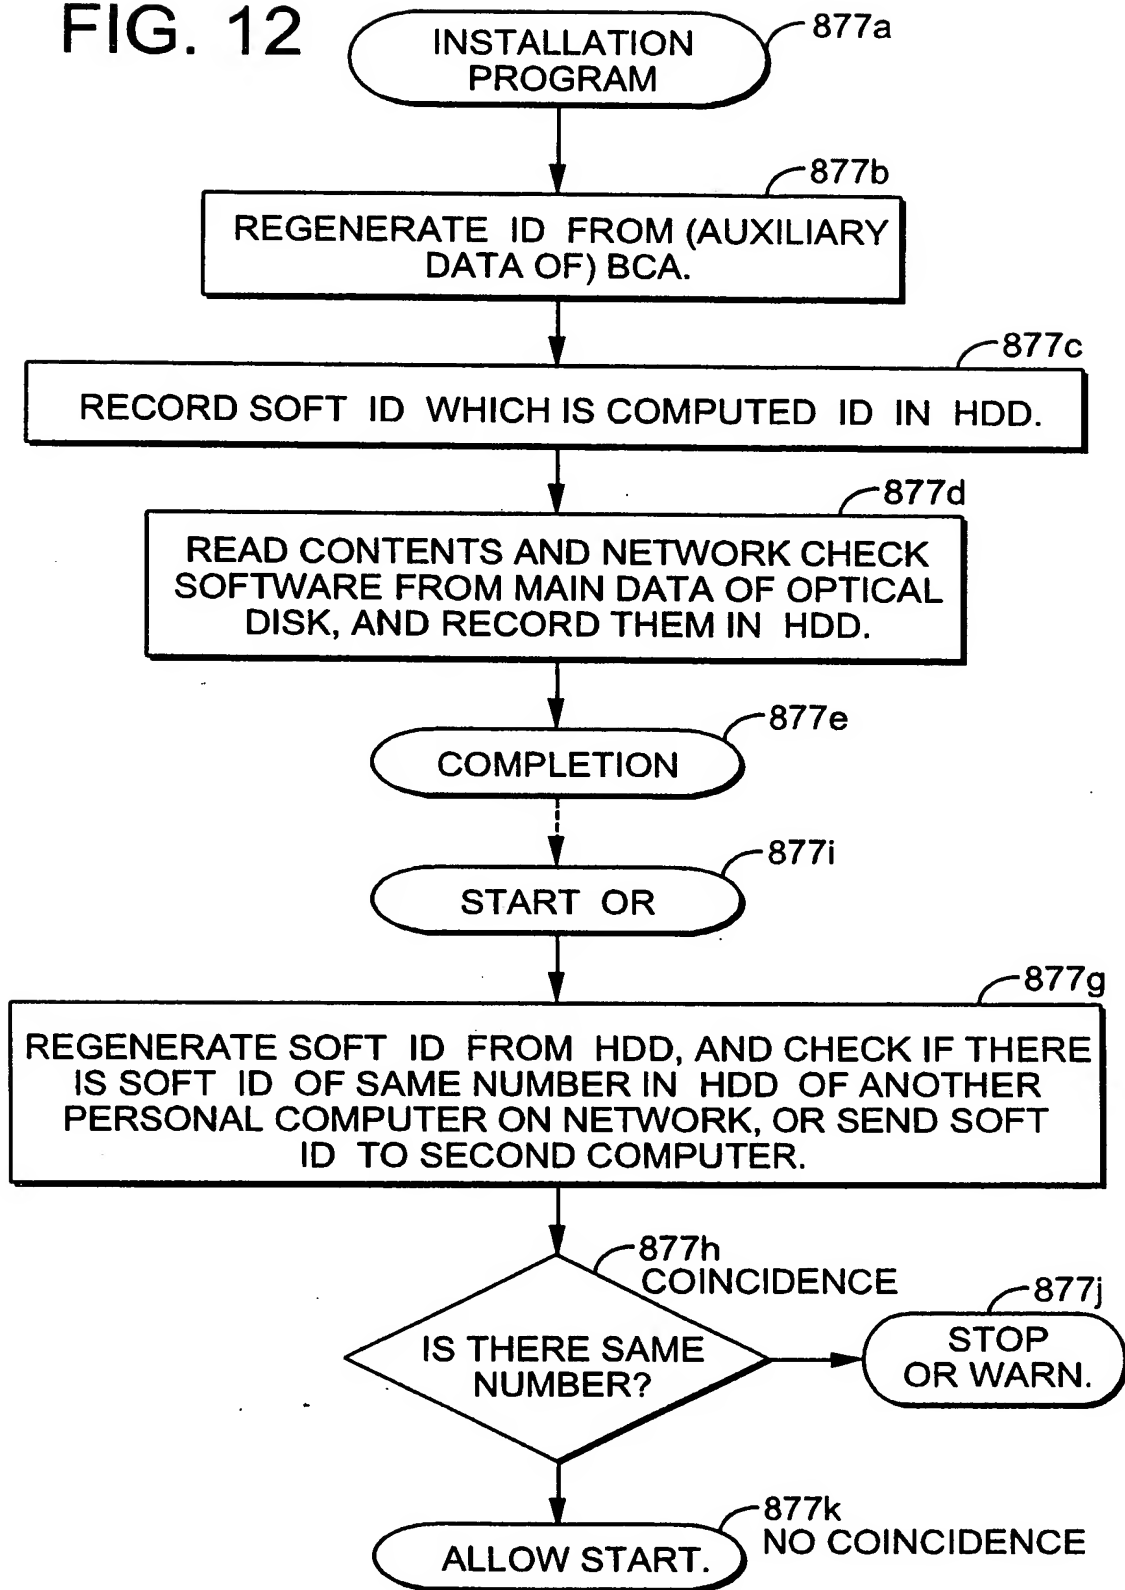 FIG. 12
877a
INSTALLATION
PROGRAM
877b
REGENERATE ID FROM (AUXILIARY
DATA OF) BCA.
877c
RECORD SOFT ID WHICH IS COMPUTED ID IN HDD.
877d
READ CONTENTS AND NETWORK CHECK
SOFTWARE FROM MAIN DATA OF OPTICAL
DISK, AND RECORD THEM IN HDD.
877e
COMPLETION
877i
START OR
877g
REGENERATE SOFT ID FROM HDD, AND CHECK IF THERE
IS SOFT ID OF SAME NUMBER IN HDD OF ANOTHER
PERSONAL COMPUTER ON NETWORK, OR SEND SOFT
ID TO SECOND COMPUTER.
877h
COINCIDENCE
IS THERE SAME
NUMBER?
877j
STOP
OR WARN.
877k
NO COINCIDENCE
ALLOW START.